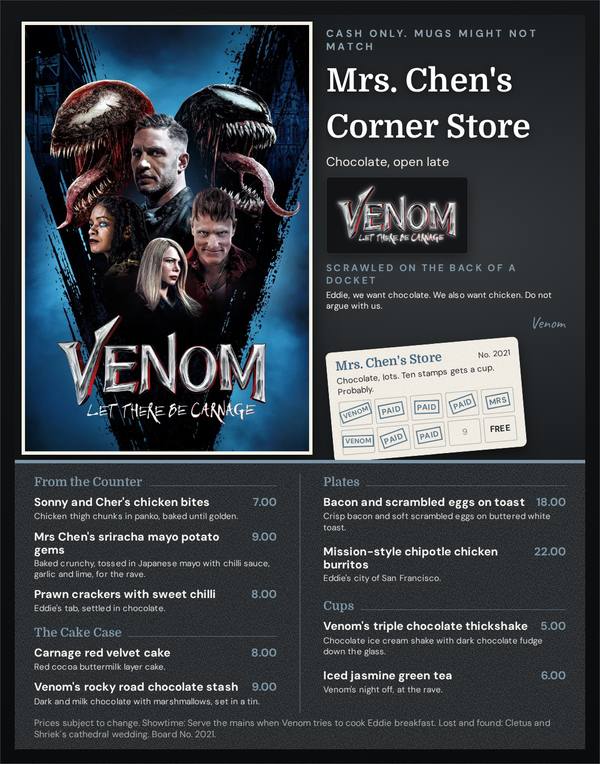 VENOM
LET THERE BE CARNAGE
CASH ONLY. MUGS MIGHT NOT
MATCH
Mrs. Chen's
Corner Store
Chocolate, open late
VENOM
LET THERE BE CARNAGE
SCRAWLED ON THE BACK OF A
DOCKET
Eddie, we want chocolate. We also want chicken. Do not
argue with us.
Venom
Mrs. Chen's Store No. 2021
Chocolate, lots. Ten stamps gets a cup.
Probably.
VENOM PAID PAID PAID MRS
VENOM PAID PAID 9 FREE
From the Counter
Sonny and Cher's chicken bites 7.00
Chicken thigh chunks in panko, baked until golden.
Mrs Chen's sriracha mayo potato
gems 9.00
Baked crunchy, tossed in Japanese mayo with chilli sauce,
garlic and lime, for the rave.
Prawn crackers with sweet chilli 8.00
Eddie's tab, settled in chocolate.
The Cake Case
Carnage red velvet cake 8.00
Red cocoa buttermilk layer cake.
Venom's rocky road chocolate stash 9.00
Dark and milk chocolate with marshmallows, set in a tin.
Plates
Bacon and scrambled eggs on toast 18.00
Crisp bacon and soft scrambled eggs on buttered white
toast.
Mission-style chipotle chicken
burritos 22.00
Eddie's city of San Francisco.
Cups
Venom's triple chocolate thickshake 5.00
Chocolate ice cream shake with dark chocolate fudge
down the glass.
Iced jasmine green tea 6.00
Venom's night off, at the rave.
Prices subject to change. Showtime: Serve the mains when Venom tries to cook Eddie breakfast. Lost and found: Cletus and
Shriek's cathedral wedding. Board No. 2021.